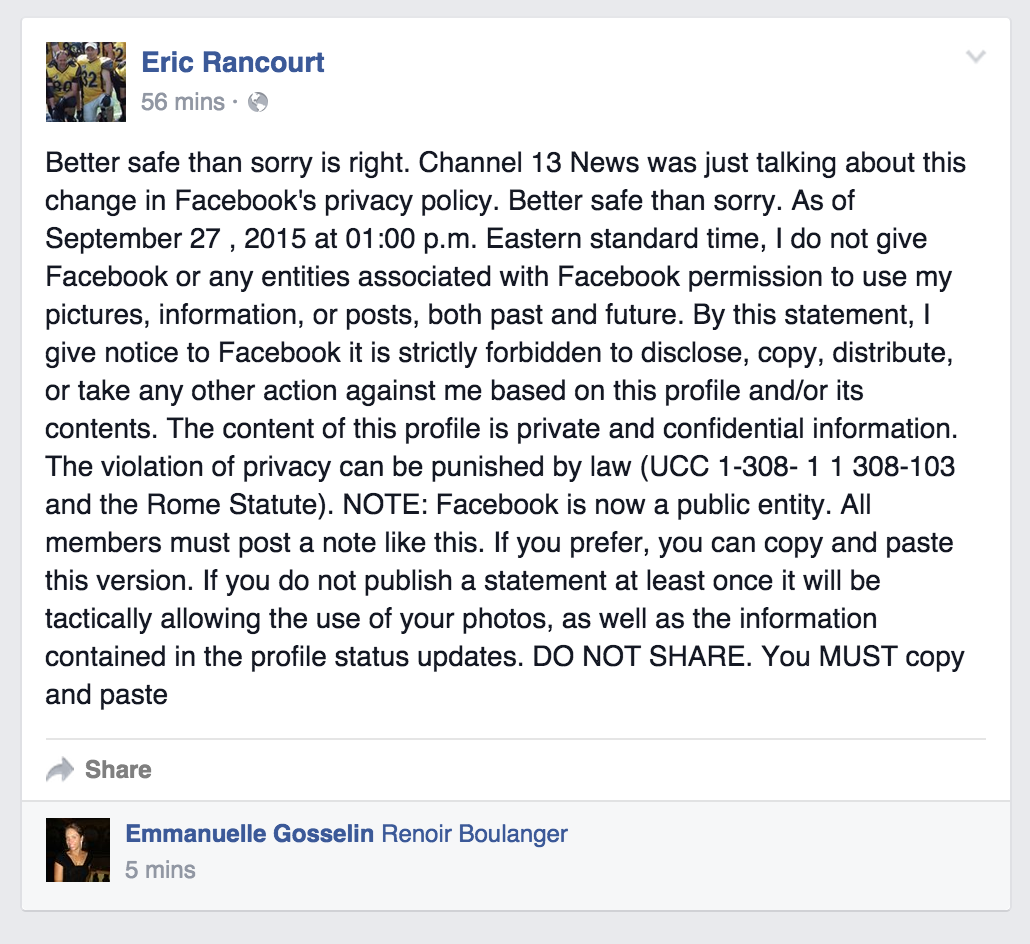 Eric Rancourt
56 mins ·
Better safe than sorry is right. Channel 13 News was just talking about this
change in Facebook's privacy policy. Better safe than sorry. As of
September 27 , 2015 at 01:00 p.m. Eastern standard time, I do not give
Facebook or any entities associated with Facebook permission to use my
pictures, information, or posts, both past and future. By this statement, I
give notice to Facebook it is strictly forbidden to disclose, copy, distribute,
or take any other action against me based on this profile and/or its
contents. The content of this profile is private and confidential information.
The violation of privacy can be punished by law (UCC 1-308- 1 1 308-103
and the Rome Statute). NOTE: Facebook is now a public entity. All
members must post a note like this. If you prefer, you can copy and paste
this version. If you do not publish a statement at least once it will be
tactically allowing the use of your photos, as well as the information
contained in the profile status updates. DO NOT SHARE. You MUST copy
and paste
Share
Emmanuelle Gosselin Renoir Boulanger
5 mins